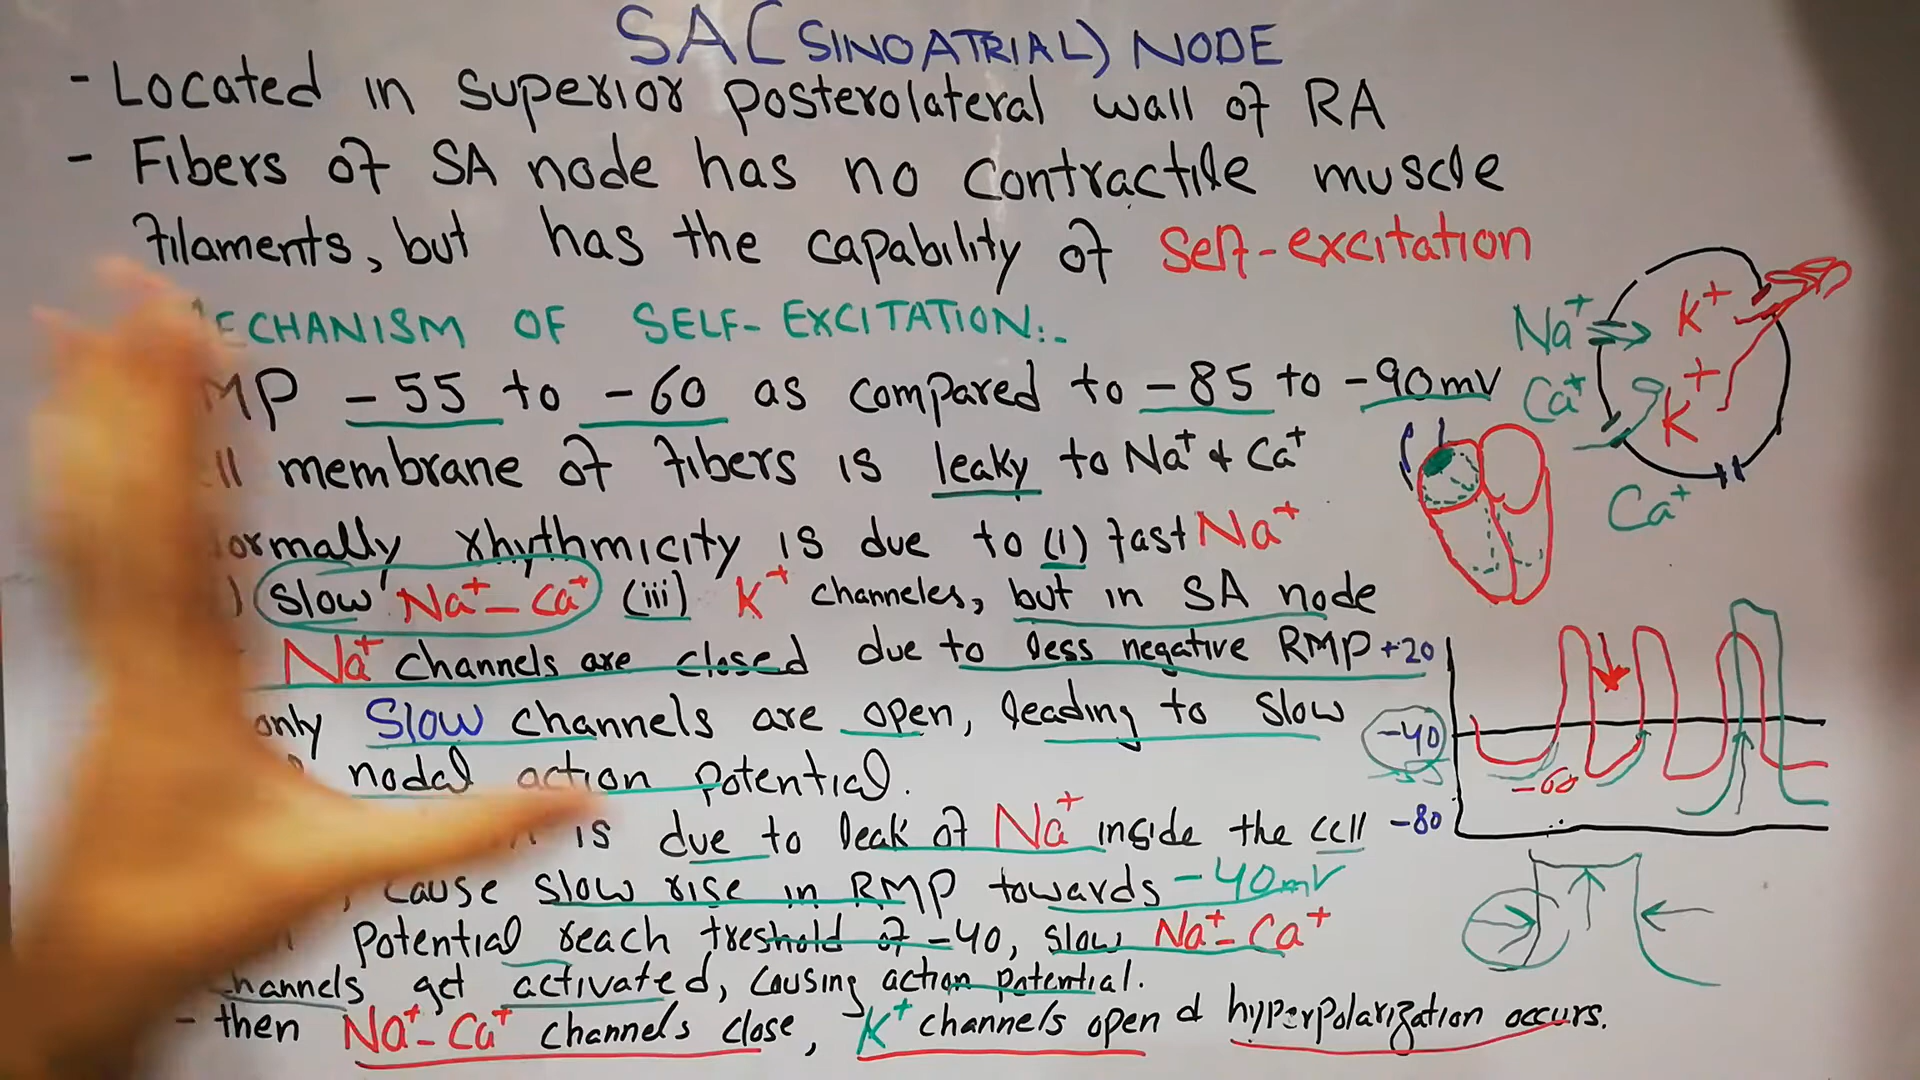 SA (SINOATRIAL) NODE
- Located in superior posterolateral wall of RA
- Fibers of SA node has no contractile muscle
filaments, but has the capability of Self-excitation
MECHANISM OF SELF-EXCITATION:-
MP -55 to -60 as compared to -85 to -90mV
ll membrane of fibers is leaky to Na+ & Ca+
ormally rhythmicity is due to (i) fast Na+
) slow Na+-Ca+ (iii) K+ channeles, but in SA node
Na+ channels are closed due to less negative RMP
only Slow channels are open, leading to slow
nodal action potential.
is due to leak of Na+ inside the cell
, cause slow rise in RMP towards -40mV
potential reach treshold of -40, slow Na+-Ca+
hannels get activated, causing action potential.
- then Na+-Ca+ channels close, K+ channels open & hyperpolarization occurs.
Na+
K+
Ca+
K+
Ca+
+20
-40
-60
-80